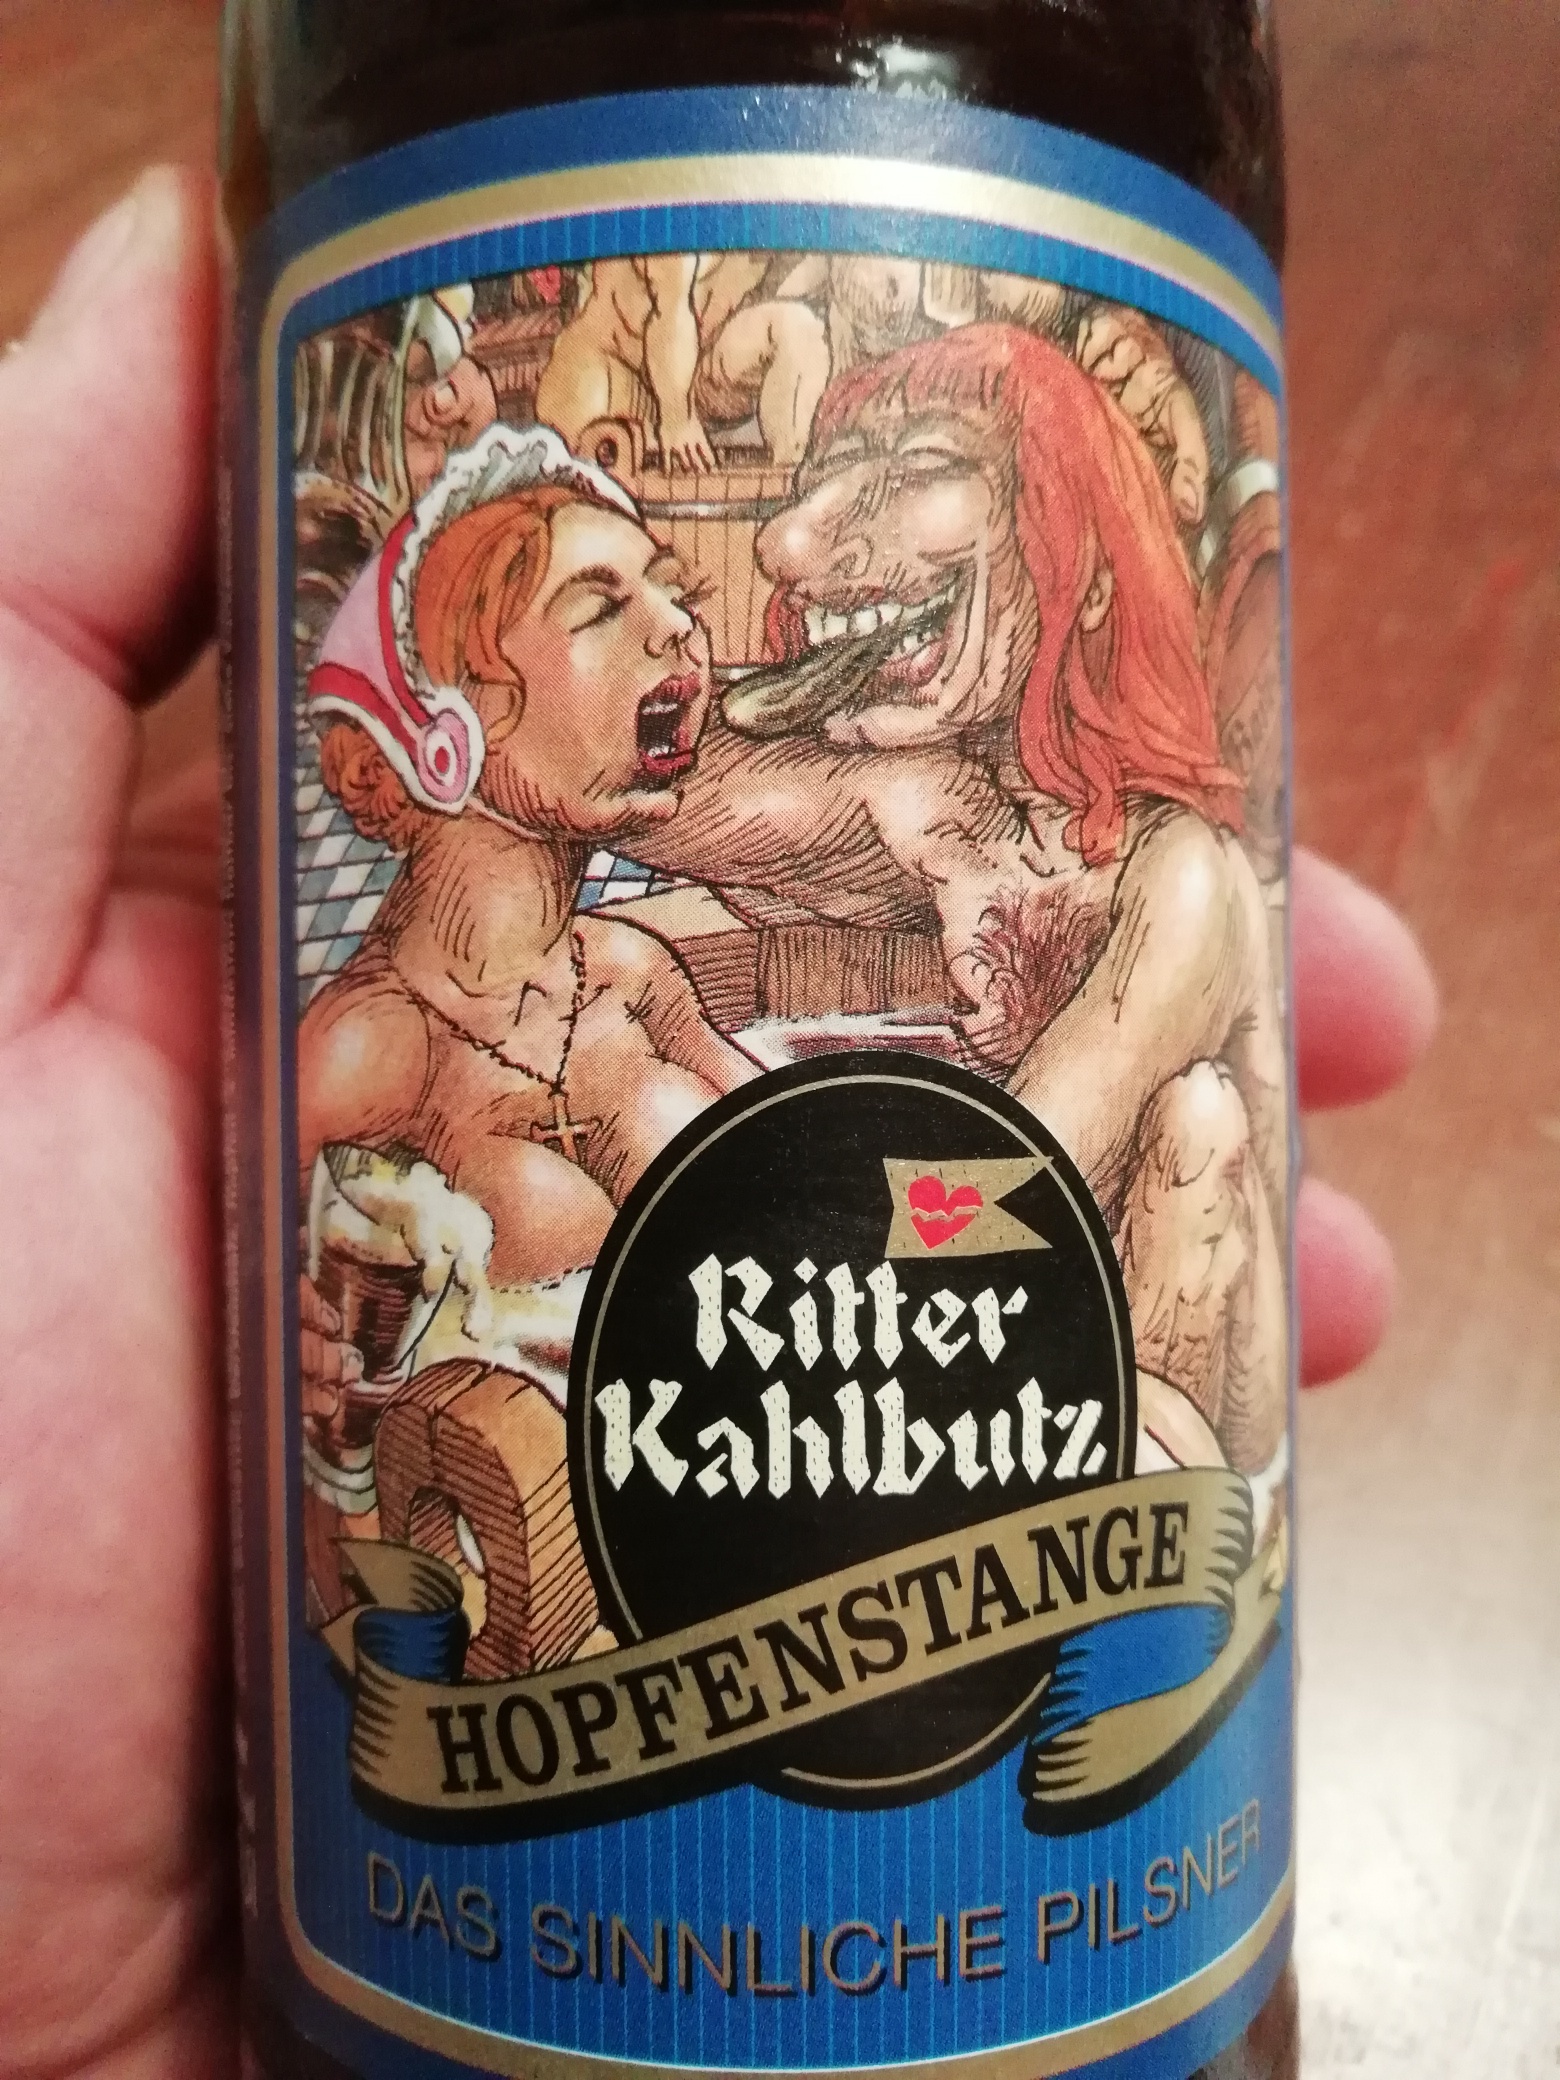 Ritter
Kahlbutz
HOPFENSTANGE
DAS SINNLICHE PILSNER